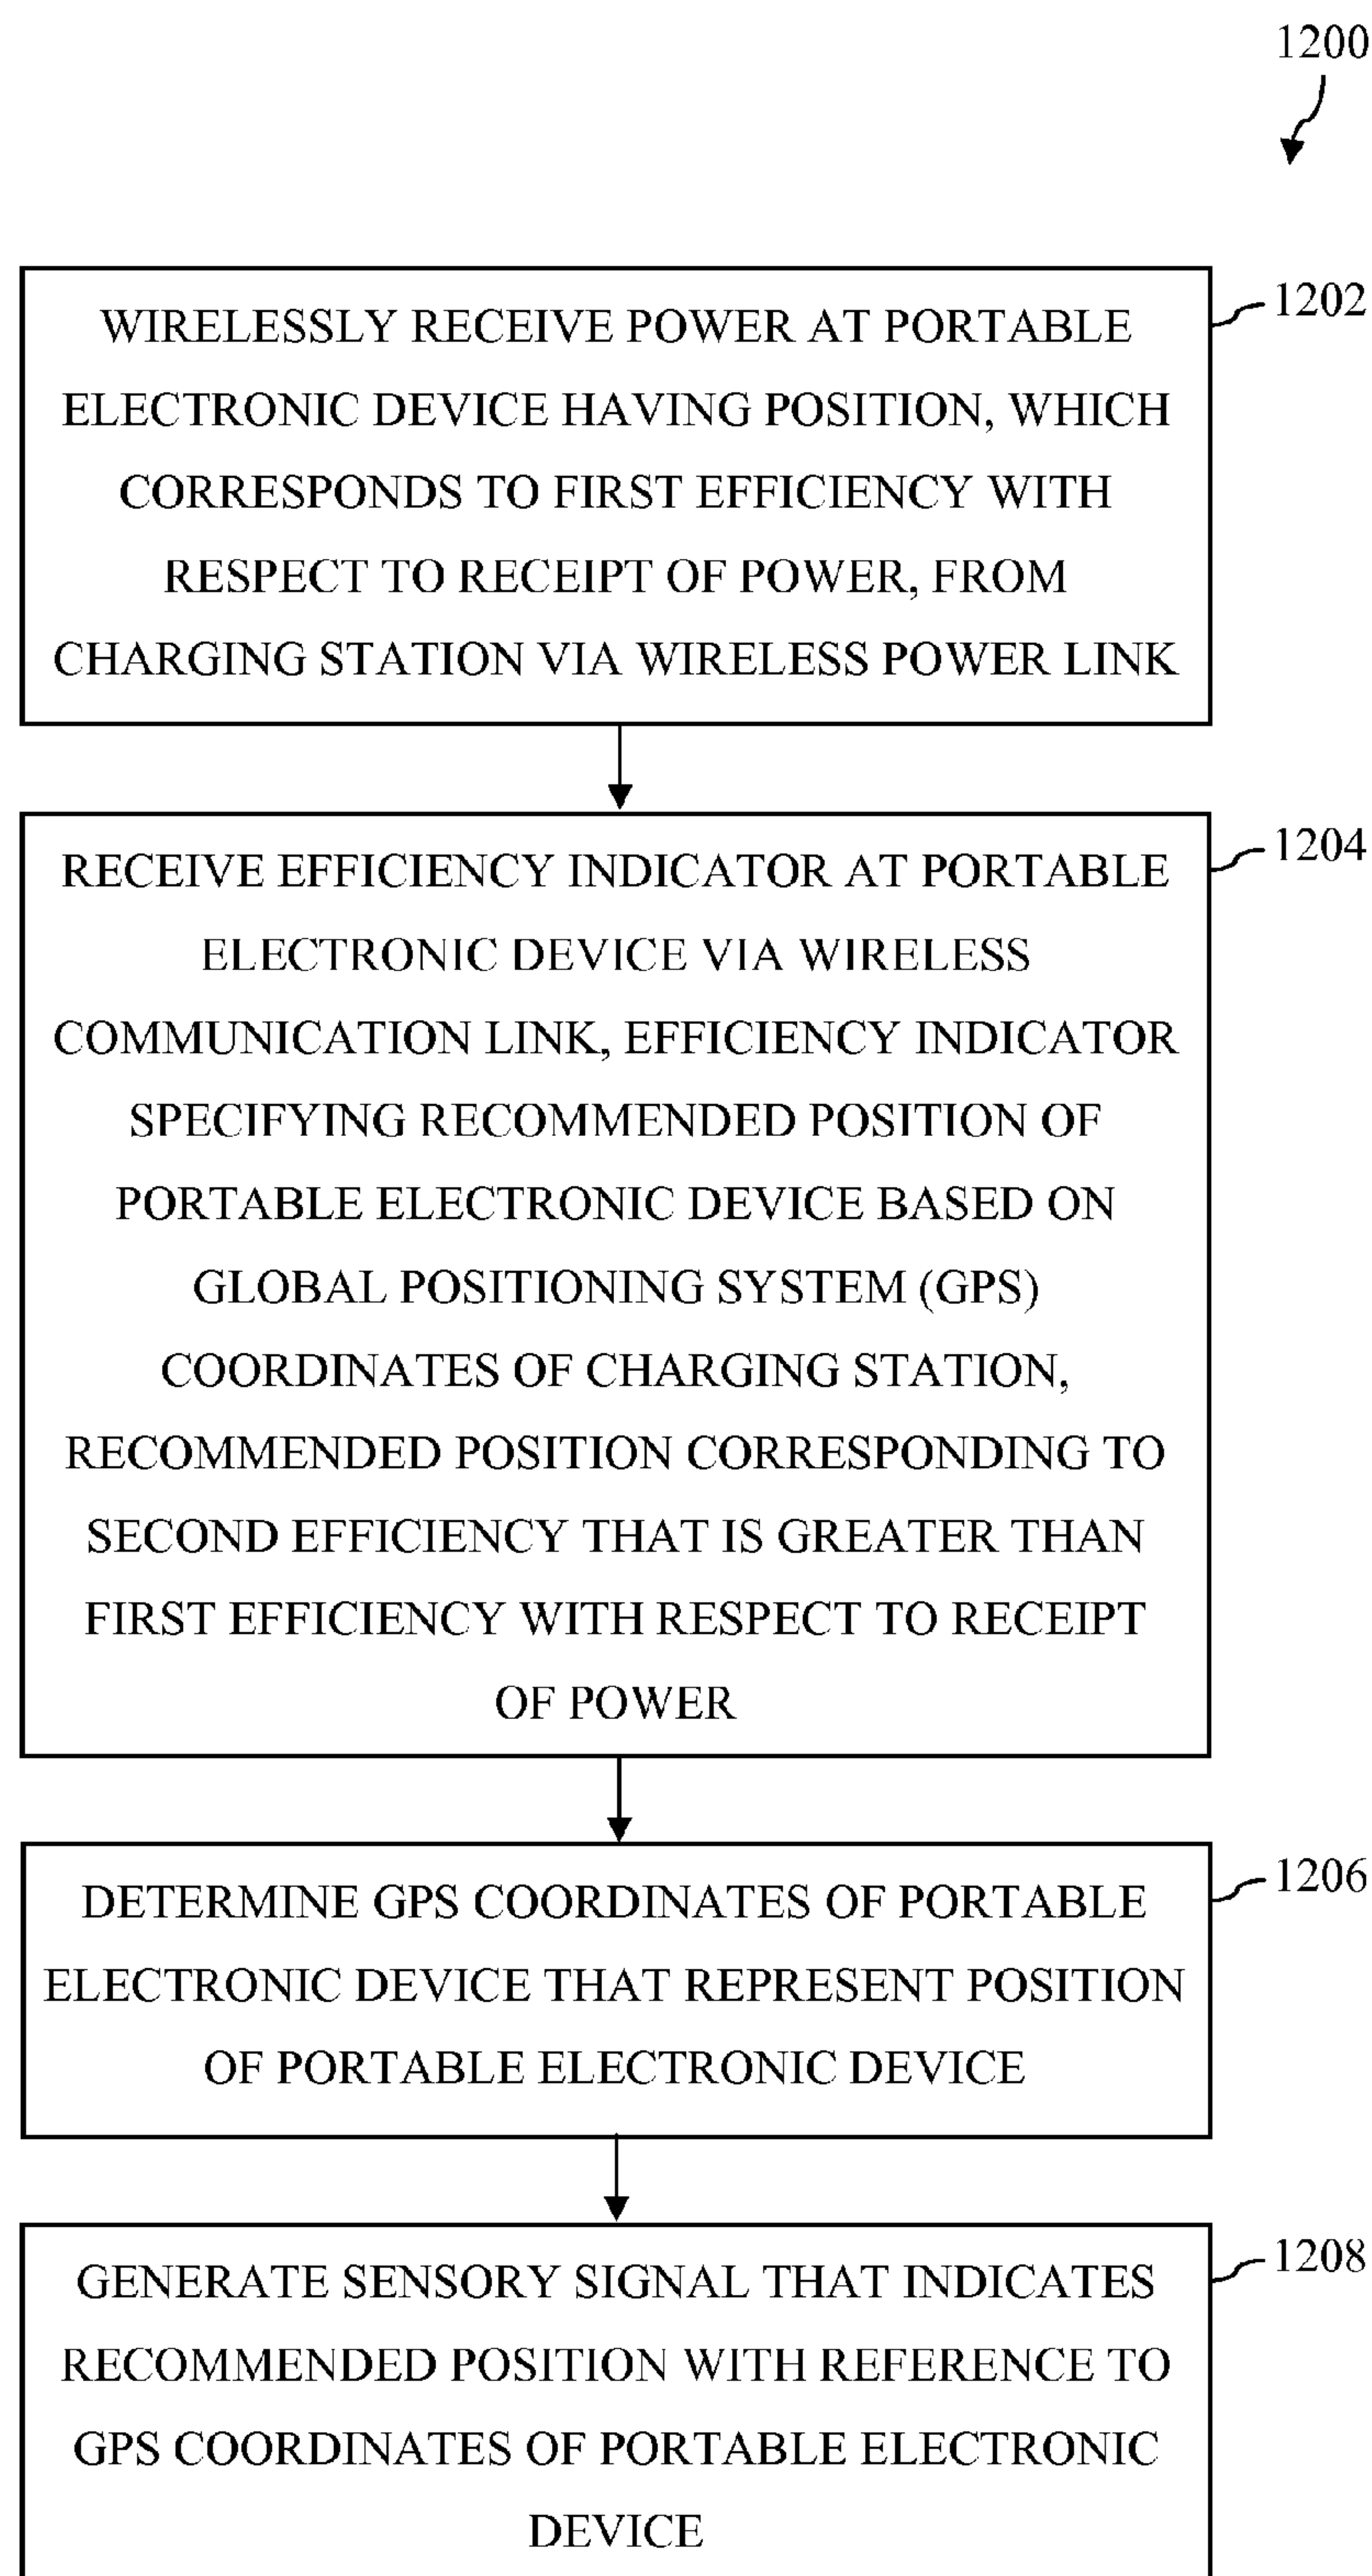 1200
WIRELESSLY RECEIVE POWER AT PORTABLE
ELECTRONIC DEVICE HAVING POSITION, WHICH
CORRESPONDS TO FIRST EFFICIENCY WITH
RESPECT TO RECEIPT OF POWER, FROM
CHARGING STATION VIA WIRELESS POWER LINK
1202
RECEIVE EFFICIENCY INDICATOR AT PORTABLE
ELECTRONIC DEVICE VIA WIRELESS
COMMUNICATION LINK, EFFICIENCY INDICATOR
SPECIFYING RECOMMENDED POSITION OF
PORTABLE ELECTRONIC DEVICE BASED ON
GLOBAL POSITIONING SYSTEM (GPS)
COORDINATES OF CHARGING STATION,
RECOMMENDED POSITION CORRESPONDING TO
SECOND EFFICIENCY THAT IS GREATER THAN
FIRST EFFICIENCY WITH RESPECT TO RECEIPT
OF POWER
1204
DETERMINE GPS COORDINATES OF PORTABLE
ELECTRONIC DEVICE THAT REPRESENT POSITION
OF PORTABLE ELECTRONIC DEVICE
1206
GENERATE SENSORY SIGNAL THAT INDICATES
RECOMMENDED POSITION WITH REFERENCE TO
GPS COORDINATES OF PORTABLE ELECTRONIC
DEVICE
1208